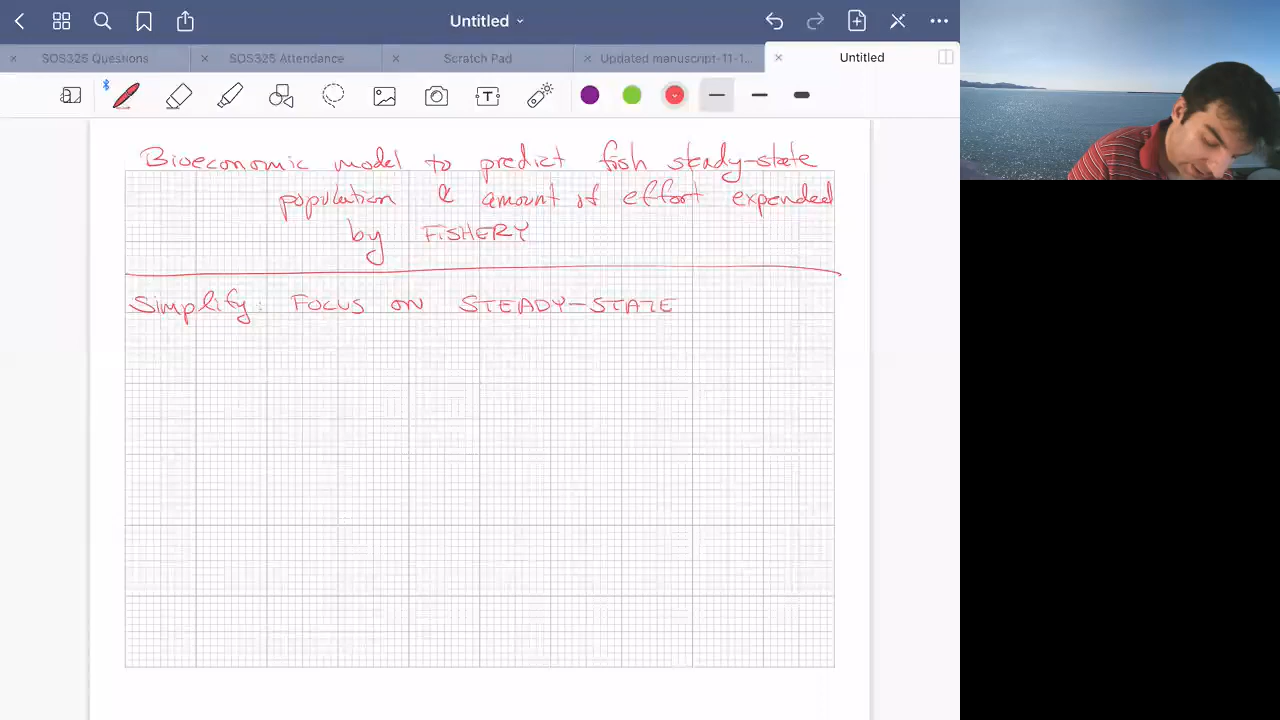 Untitled
SOS325 Questions
SOS325 Attendance
Scratch Pad
Updated manuscript-11-1...
Untitled
Bioeconomic model to predict fish steady-state
population & amount of effort expended
by FISHERY
Simplify: FOCUS ON STEADY-STATE